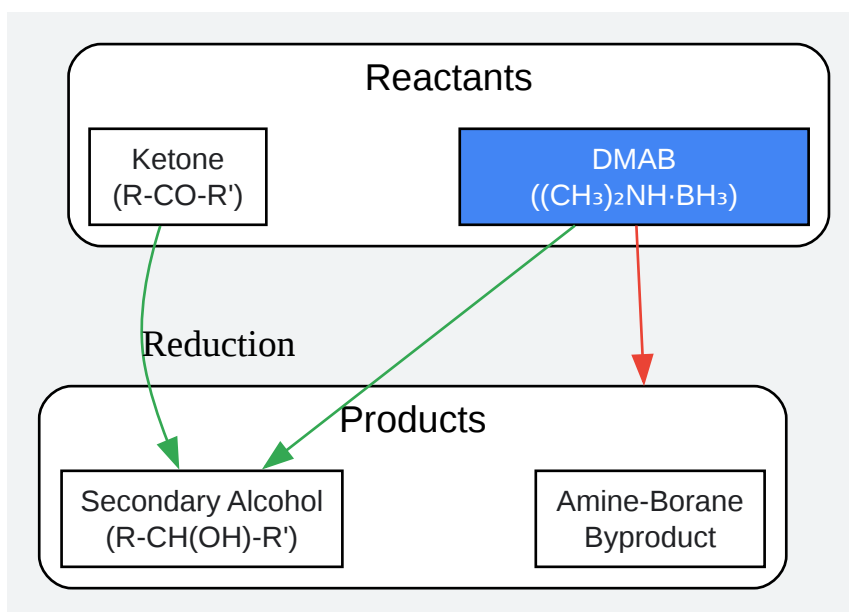 Reactants
Ketone
(R-CO-R')
DMAB
((CH₃)₂NH·BH₃)
Reduction
Products
Secondary Alcohol
(R-CH(OH)-R')
Amine-Borane
Byproduct